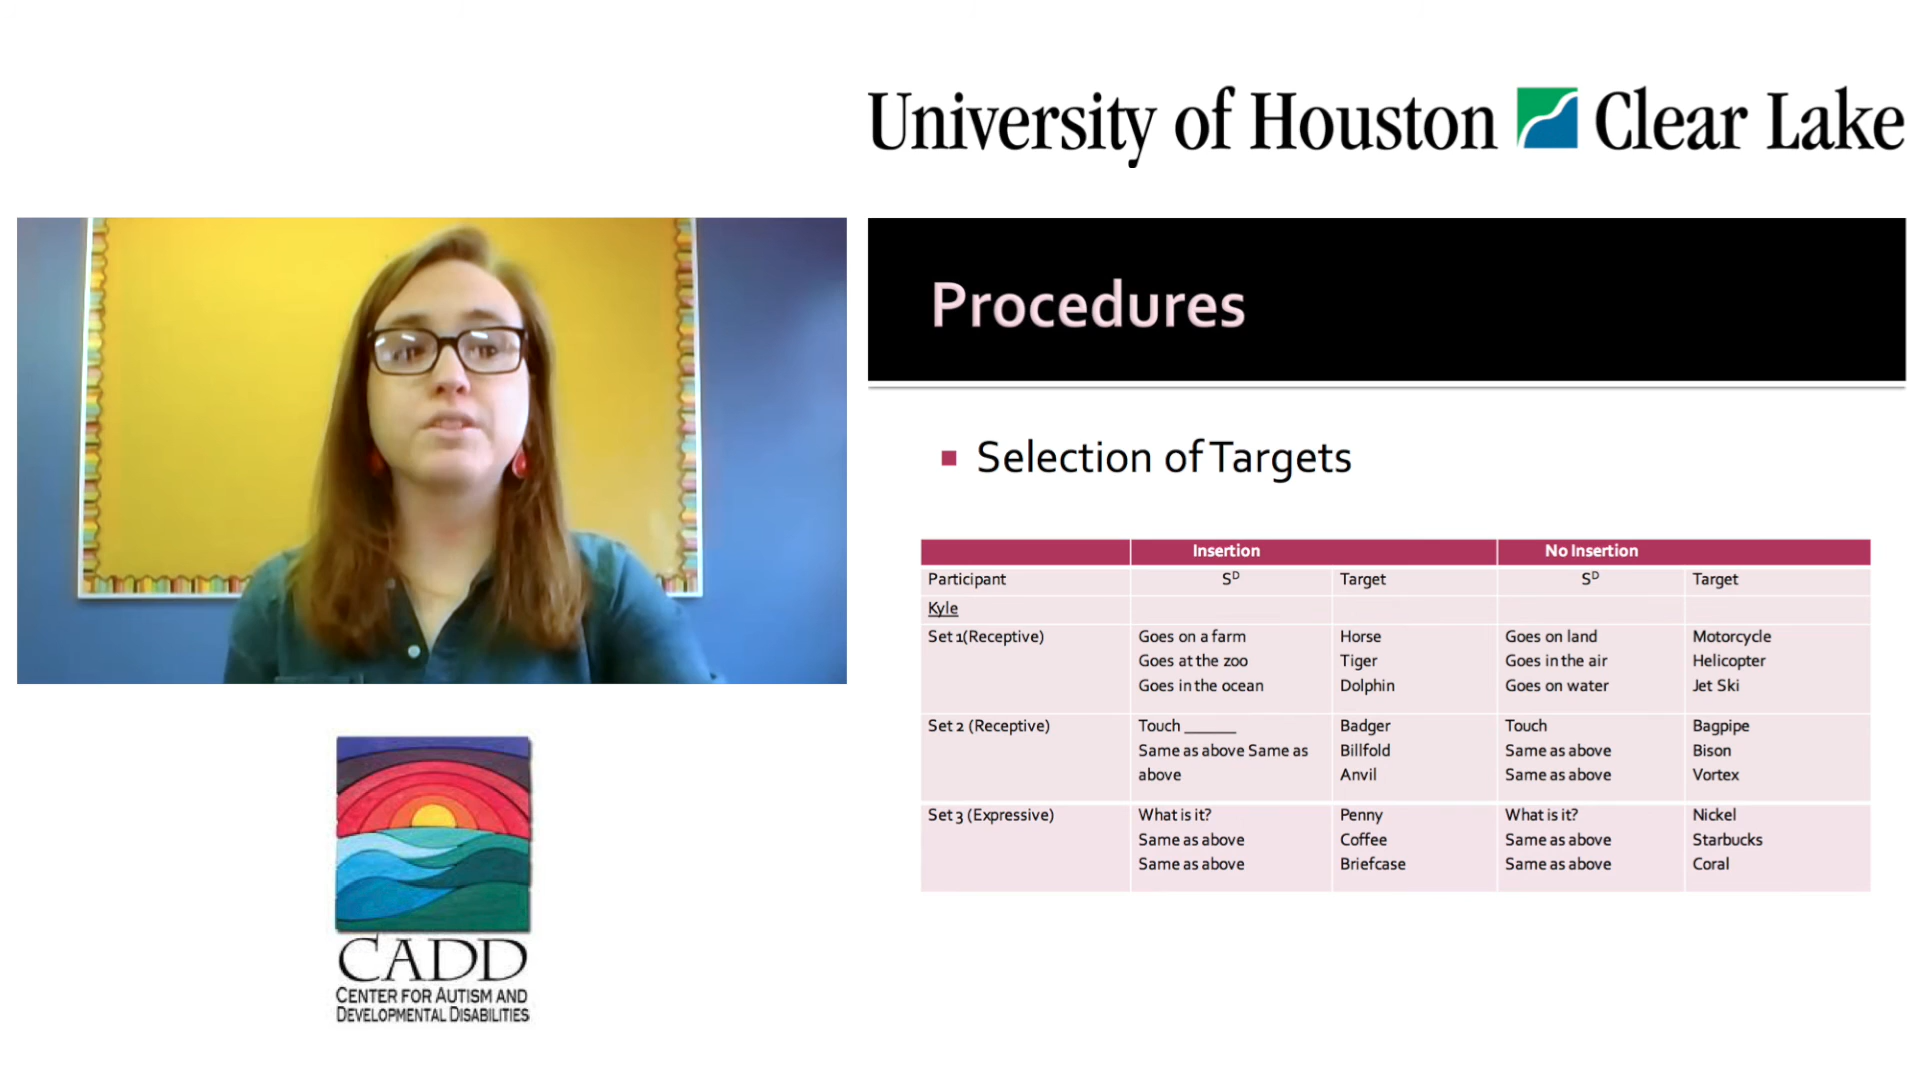 University of Houston Clear Lake
Procedures
Selection of Targets
Insertion No Insertion
Participant Sᴰ Target Sᴰ Target
Kyle
Set 1(Receptive) Goes on a farm Horse Goes on land Motorcycle
Goes at the zoo Tiger Goes in the air Helicopter
Goes in the ocean Dolphin Goes on water Jet Ski
Set 2 (Receptive) Touch ______ Badger Touch Bagpipe
Same as above Same as Billfold Same as above Bison
above Anvil Same as above Vortex
Set 3 (Expressive) What is it? Penny What is it? Nickel
Same as above Coffee Same as above Starbucks
Same as above Briefcase Same as above Coral
CADD
CENTER FOR AUTISM AND
DEVELOPMENTAL DISABILITIES